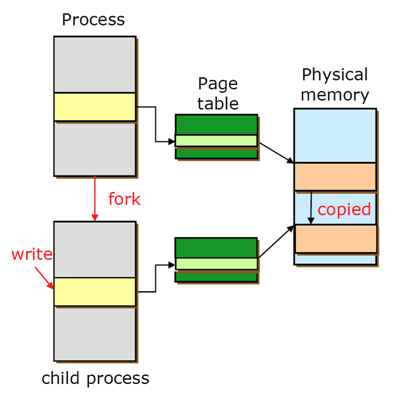 Process
Page
table
Physical
memory
fork
copied
write
child process